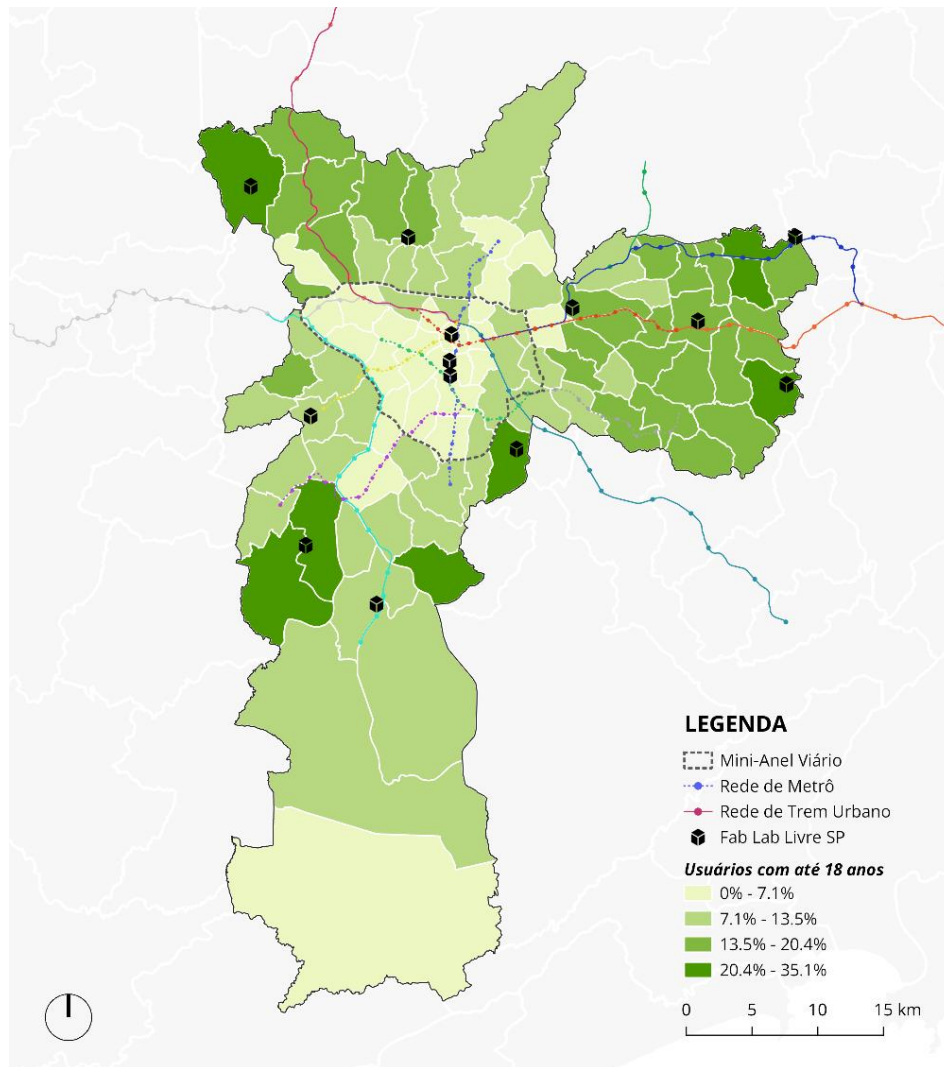 LEGENDA
Mini-Anel Viário
Rede de Metrô
Rede de Trem Urbano
Fab Lab Livre SP
Usuários com até 18 anos
0% - 7.1%
7.1% - 13.5%
13.5% - 20.4%
20.4% - 35.1%
0 5 10 15 km